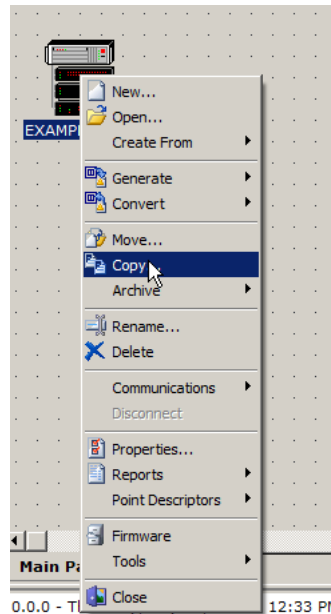 New...
EXAMP
Open...
Create From
Generate
Convert
Move...
Copy
Archive
Rename...
Delete
Communications
Disconnect
Properties...
Reports
Point Descriptors
Firmware
Main Pa
Tools
Close
0.0.0 - T
12:33 P